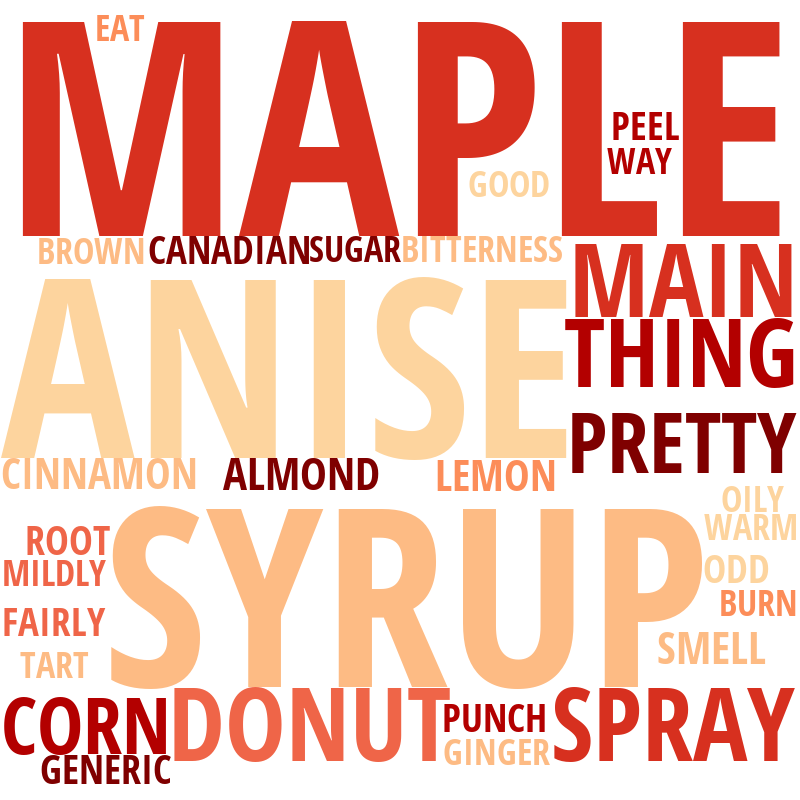 EAT
MAPLE
PEEL
WAY
GOOD
BROWN CANADIAN SUGAR BITTERNESS
MAIN
ANISE
THING
PRETTY
CINNAMON ALMOND LEMON
OILY
WARM
SYRUP
ROOT
MILDLY
ODD
BURN
FAIRLY
SMELL
TART
CORN DONUT PUNCH SPRAY
GINGER
GENERIC